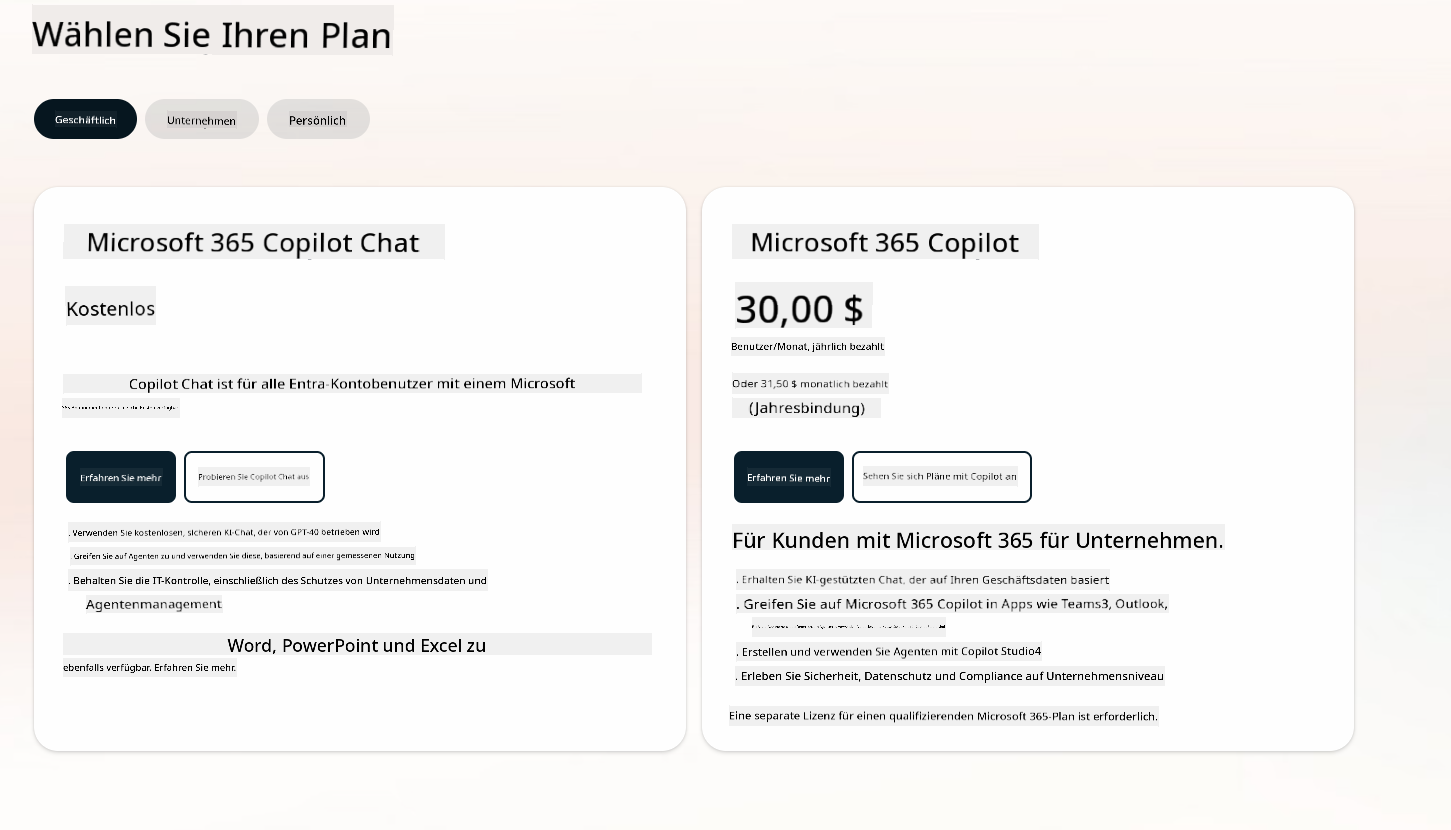 Wählen Sie Ihren Plan
Geschäftlich
Unternehmen
Persönlich
Microsoft 365 Copilot Chat
Kostenlos
Copilot Chat ist für alle Entra-Kontobenutzer mit einem Microsoft
Erfahren Sie mehr
Probieren Sie Copilot Chat aus
. Verwenden Sie kostenlosen, sicheren KI-Chat, der von GPT-40 betrieben wird
. Greifen Sie auf Agenten zu und verwenden Sie diese, basierend auf einer gemessenen Nutzung
. Behalten Sie die IT-Kontrolle, einschließlich des Schutzes von Unternehmensdaten und
Agentenmanagement
Word, PowerPoint und Excel zu
ebenfalls verfügbar. Erfahren Sie mehr.
Microsoft 365 Copilot
30,00 $
Benutzer/Monat, jährlich bezahlt
Oder 31,50 $ monatlich bezahlt
(Jahresbindung)
Erfahren Sie mehr
Sehen Sie sich Pläne mit Copilot an
Für Kunden mit Microsoft 365 für Unternehmen.
. Erhalten Sie KI-gestützten Chat, der auf Ihren Geschäftsdaten basiert
. Greifen Sie auf Microsoft 365 Copilot in Apps wie Teams3, Outlook,
. Erstellen und verwenden Sie Agenten mit Copilot Studio4
. Erleben Sie Sicherheit, Datenschutz und Compliance auf Unternehmensniveau
Eine separate Lizenz für einen qualifizierenden Microsoft 365-Plan ist erforderlich.